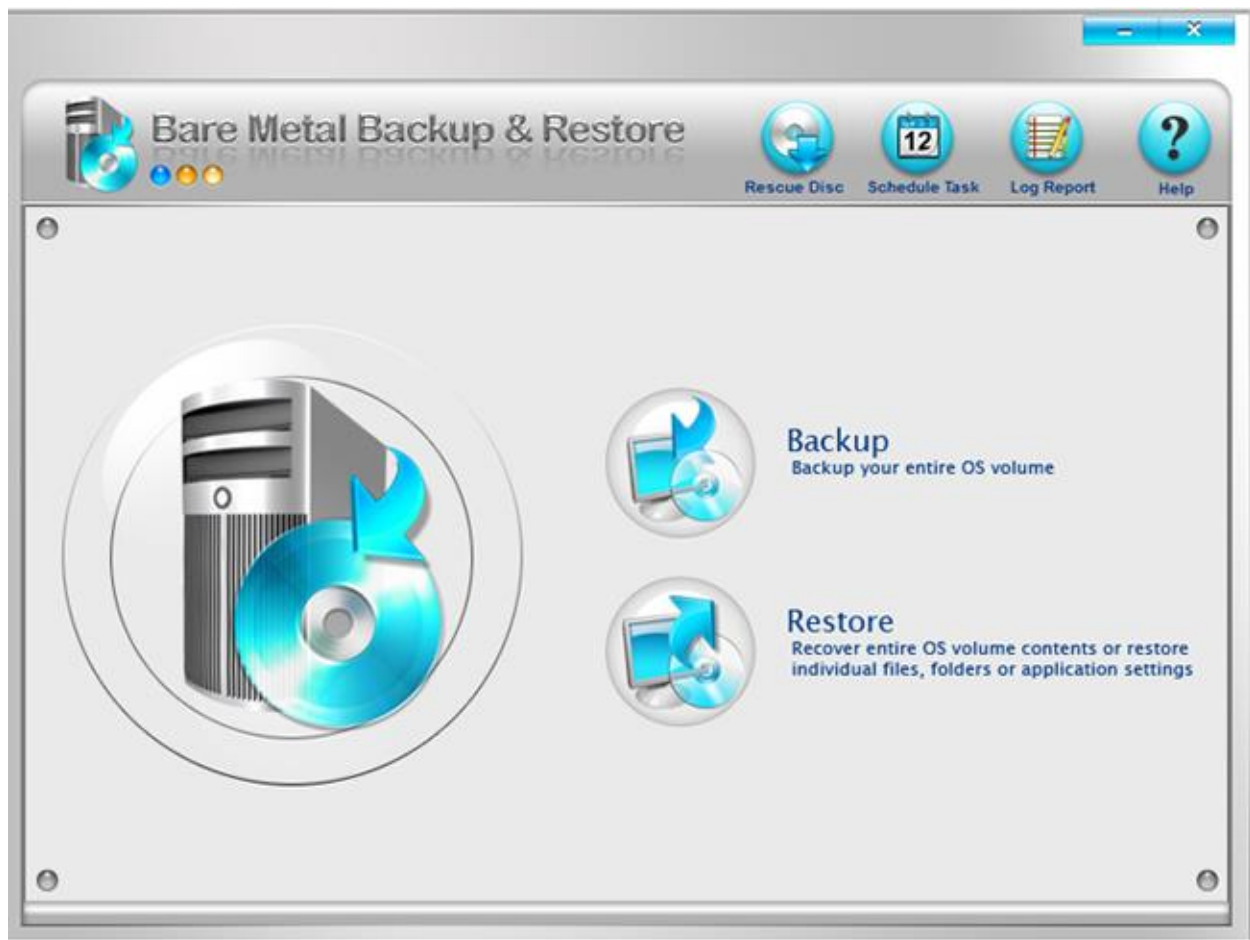 Bare Metal Backup & Restore
Rescue Disc
Schedule Task
12
Log Report
?
Help
Backup
Backup your entire OS volume
Restore
Recover entire OS volume contents or restore
individual files, folders or application settings